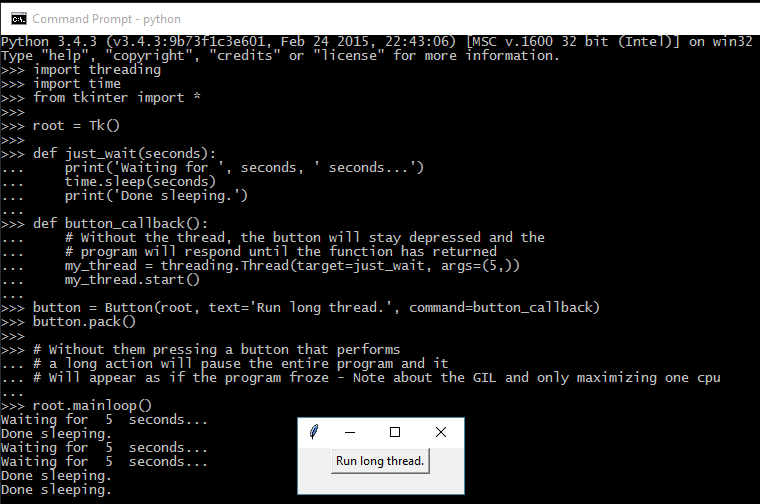 Command Prompt - python
Python 3.4.3 (v3.4.3:9b73f1c3e601, Feb 24 2015, 22:43:06) [MSC v.1600 32 bit (Intel)] on win32
Type "help", "copyright", "credits" or "license" for more information.
>>> import threading
>>> import time
>>> from tkinter import *
>>>
>>> root = Tk()
>>>
>>> def just_wait(seconds):
...     print('Waiting for ', seconds, ' seconds...')
...     time.sleep(seconds)
...     print('Done sleeping.')
...
>>> def button_callback():
...     # Without the thread, the button will stay depressed and the
...     # program will respond until the function has returned
...     my_thread = threading.Thread(target=just_wait, args=(5,))
...     my_thread.start()
...
>>> button = Button(root, text='Run long thread.', command=button_callback)
>>> button.pack()
>>>
>>> # Without them pressing a button that performs
... # a long action will pause the entire program and it
... # Will appear as if the program froze - Note about the GIL and only maximizing one cpu
...
>>> root.mainloop()
Waiting for  5  seconds...
Done sleeping.
Waiting for  5  seconds...
Waiting for  5  seconds...
Done sleeping.
Done sleeping.
Run long thread.